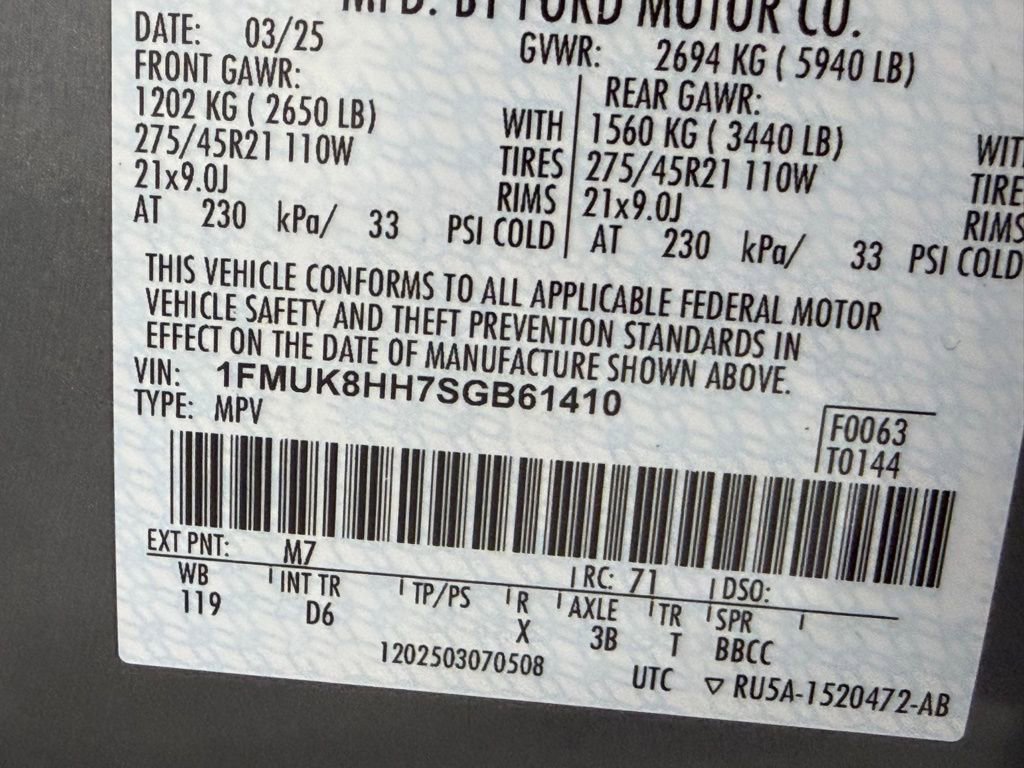 MFD. BY FORD MOTOR CO.
DATE: 03/25 GVWR: 2694 KG ( 5940 LB)
FRONT GAWR: REAR GAWR:
1202 KG ( 2650 LB) WITH 1560 KG ( 3440 LB) WIT
275/45R21 110W TIRES 275/45R21 110W TIRE
21x9.0J RIMS 21x9.0J RIMS
AT 230 kPa/ 33 PSI COLD AT 230 kPa/ 33 PSI COLD
THIS VEHICLE CONFORMS TO ALL APPLICABLE FEDERAL MOTOR
VEHICLE SAFETY AND THEFT PREVENTION STANDARDS IN
EFFECT ON THE DATE OF MANUFACTURE SHOWN ABOVE.
VIN: 1FMUK8HH7SGB61410
TYPE: MPV
F0063
T0144
EXT PNT: M7 RC: 71 DSO:
WB INT TR TP/PS R AXLE TR SPR
119 D6 X 3B T BBCC
1202503070508 UTC ▽ RU5A-1520472-AB